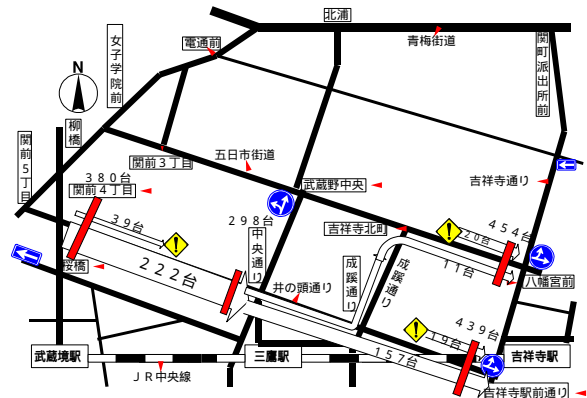 北浦
青梅街道
電通前
女子学院前
関町派出所前
N
柳橋
関前5丁目
関前3丁目
五日市街道
380台
関前4丁目
武蔵野中央
吉祥寺通り
39台
298台
吉祥寺北町
454台
20台
中央通り
桜橋
222台
成蹊通り
成蹊通り
11台
八幡宮前
井の頭通り
439台
19台
157台
武蔵境駅
三鷹駅
吉祥寺駅
JR中央線
吉祥寺駅前通り